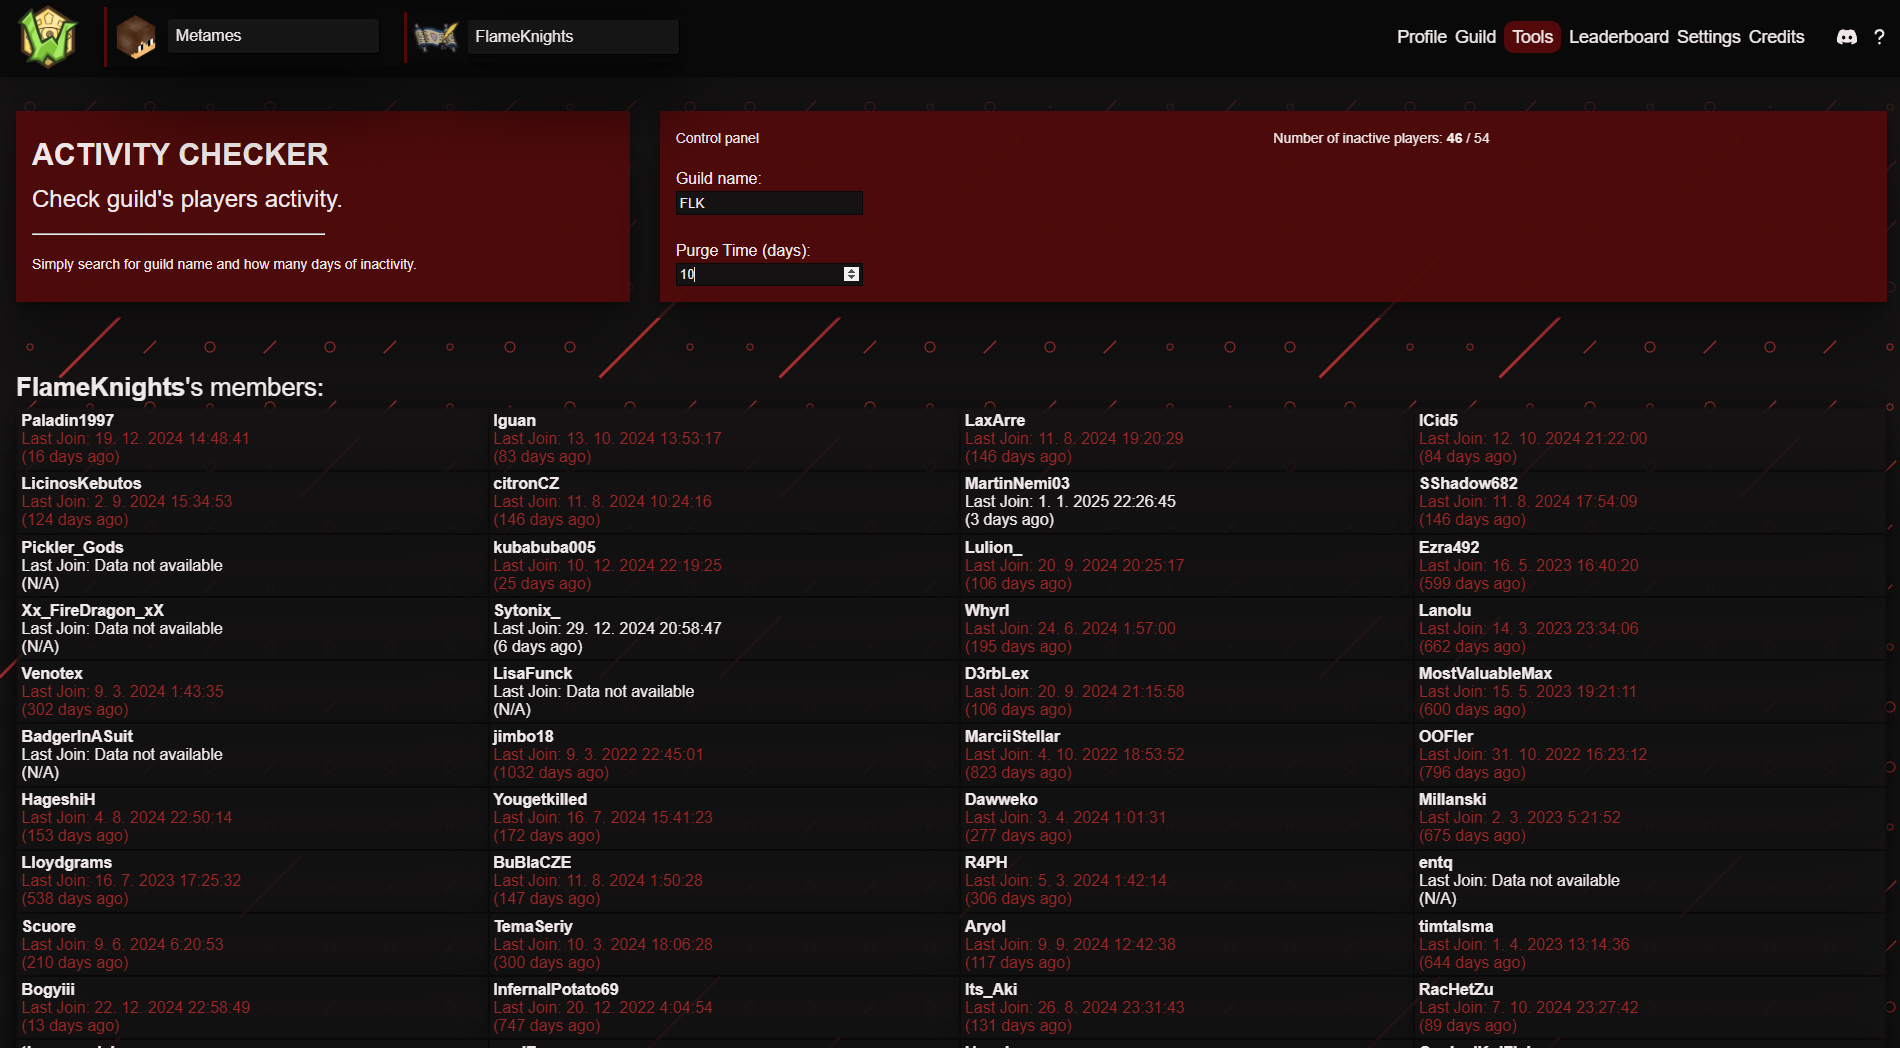 Metames
FlameKnights
Profile Guild Tools Leaderboard Settings Credits ?
ACTIVITY CHECKER
Check guild's players activity.
Simply search for guild name and how many days of inactivity.
Control panel
Number of inactive players: 46 / 54
Guild name:
FLK
Purge Time (days):
10
FlameKnights's members:
Paladin1997
Last Join: 19. 12. 2024 14:48:41
(16 days ago)
Iguan
Last Join: 13. 10. 2024 13:53:17
(83 days ago)
LaxArre
Last Join: 11. 8. 2024 19:20:29
(146 days ago)
ICid5
Last Join: 12. 10. 2024 21:22:00
(84 days ago)
LicinosKebutos
Last Join: 2. 9. 2024 15:34:53
(124 days ago)
citronCZ
Last Join: 11. 8. 2024 10:24:16
(146 days ago)
MartinNemi03
Last Join: 1. 1. 2025 22:26:45
(3 days ago)
SShadow682
Last Join: 11. 8. 2024 17:54:09
(146 days ago)
Pickler_Gods
Last Join: Data not available
(N/A)
kubabuba005
Last Join: 10. 12. 2024 22:19:25
(25 days ago)
Lulion_
Last Join: 20. 9. 2024 20:25:17
(106 days ago)
Ezra492
Last Join: 16. 5. 2023 16:40:20
(599 days ago)
Xx_FireDragon_xX
Last Join: Data not available
(N/A)
Sytonix_
Last Join: 29. 12. 2024 20:58:47
(6 days ago)
Whyrl
Last Join: 24. 6. 2024 1:57:00
(195 days ago)
Lanolu
Last Join: 14. 3. 2023 23:34:06
(662 days ago)
Venotex
Last Join: 9. 3. 2024 1:43:35
(302 days ago)
LisaFunck
Last Join: Data not available
(N/A)
D3rbLex
Last Join: 20. 9. 2024 21:15:58
(106 days ago)
MostValuableMax
Last Join: 15. 5. 2023 19:21:11
(600 days ago)
BadgerInASuit
Last Join: Data not available
(N/A)
jimbo18
Last Join: 9. 3. 2022 22:45:01
(1032 days ago)
MarciiStellar
Last Join: 4. 10. 2022 18:53:52
(823 days ago)
OOFler
Last Join: 31. 10. 2022 16:23:12
(796 days ago)
HageshiH
Last Join: 4. 8. 2024 22:50:14
(153 days ago)
Yougetkilled
Last Join: 16. 7. 2024 15:41:23
(172 days ago)
Dawweko
Last Join: 3. 4. 2024 1:01:31
(277 days ago)
Millanski
Last Join: 2. 3. 2023 5:21:52
(675 days ago)
Lloydgrams
Last Join: 16. 7. 2023 17:25:32
(538 days ago)
BuBlaCZE
Last Join: 11. 8. 2024 1:50:28
(147 days ago)
R4PH
Last Join: 5. 3. 2024 1:42:14
(306 days ago)
entq
Last Join: Data not available
(N/A)
Scuore
Last Join: 9. 6. 2024 6:20:53
(210 days ago)
TemaSeriy
Last Join: 10. 3. 2024 18:06:28
(300 days ago)
Aryol
Last Join: 9. 9. 2024 12:42:38
(117 days ago)
timtalsma
Last Join: 1. 4. 2023 13:14:36
(644 days ago)
Bogyiii
Last Join: 22. 12. 2024 22:58:49
(13 days ago)
InfernalPotato69
Last Join: 20. 12. 2022 4:04:54
(747 days ago)
Its_Aki
Last Join: 26. 8. 2024 23:31:43
(131 days ago)
RacHetZu
Last Join: 7. 10. 2024 23:27:42
(89 days ago)